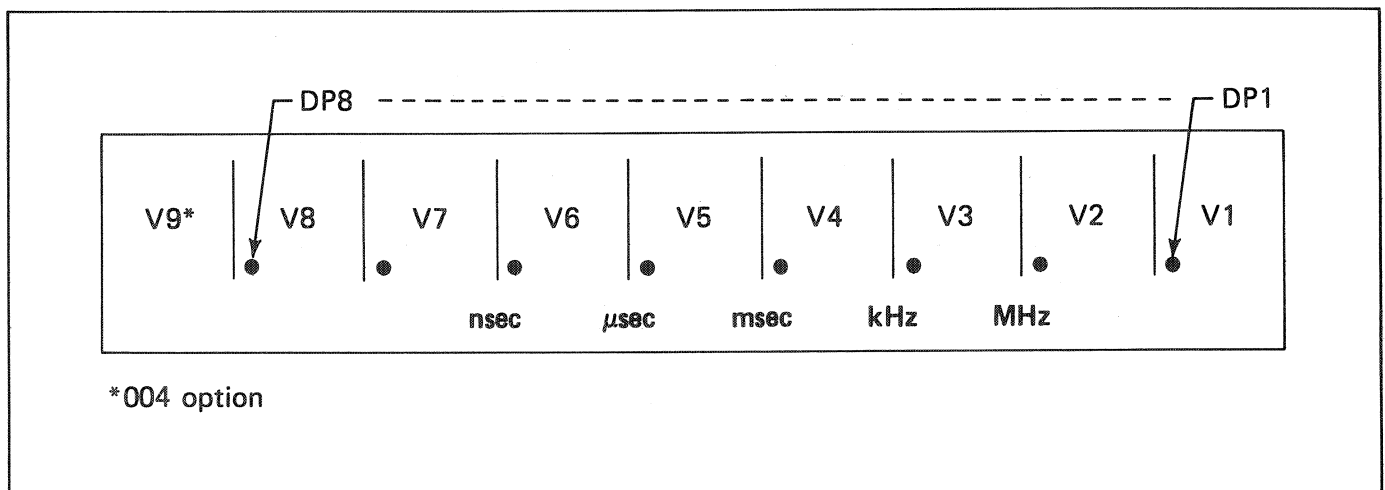 DP8 DP1
V9* V8 V7 V6 V5 V4 V3 V2 V1
nsec μsec msec kHz MHz
*004 option